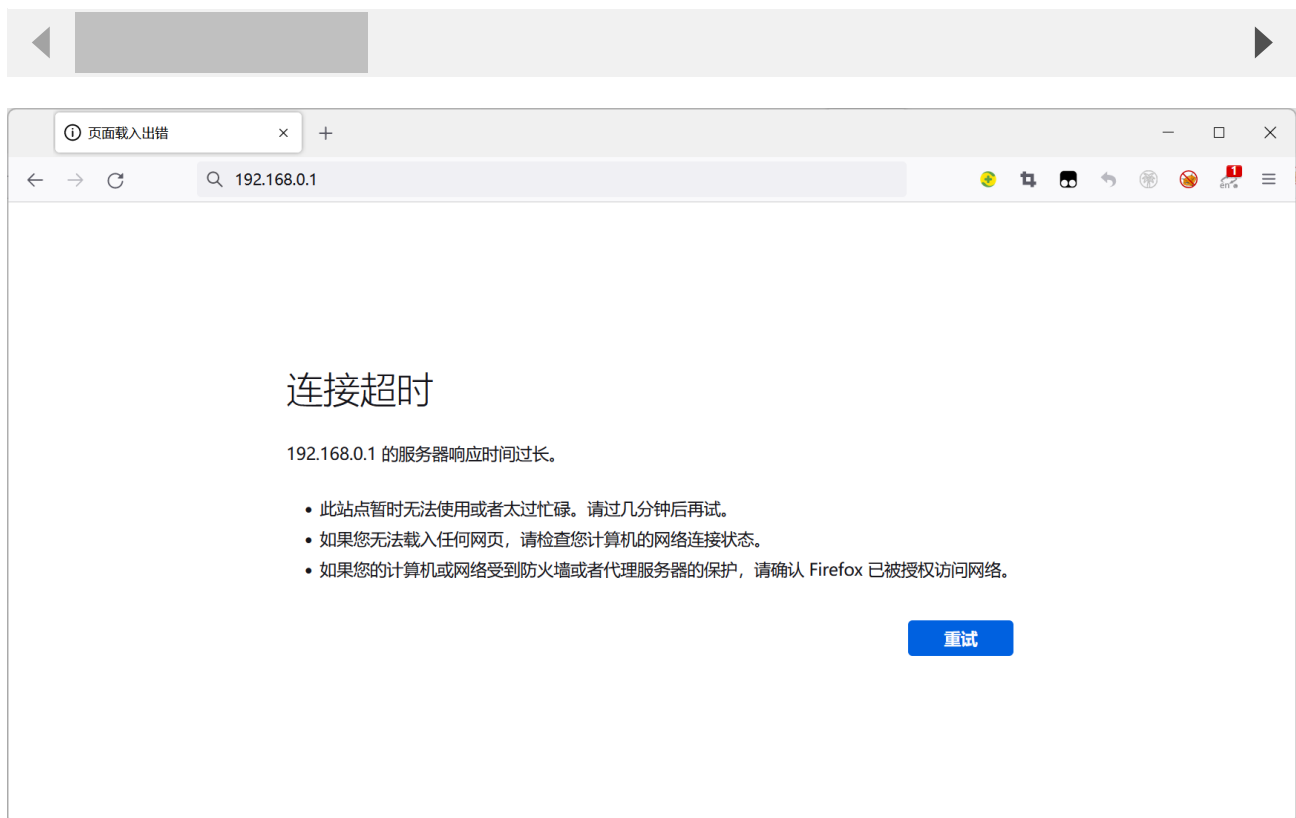 页面载入出错
192.168.0.1
1
en
连接超时
192.168.0.1 的服务器响应时间过长。
此站点暂时无法使用或者太过忙碌。请过几分钟后再试。
如果您无法载入任何网页，请检查您计算机的网络连接状态。
如果您的计算机或网络受到防火墙或者代理服务器的保护，请确认 Firefox 已被授权访问网络。
重试